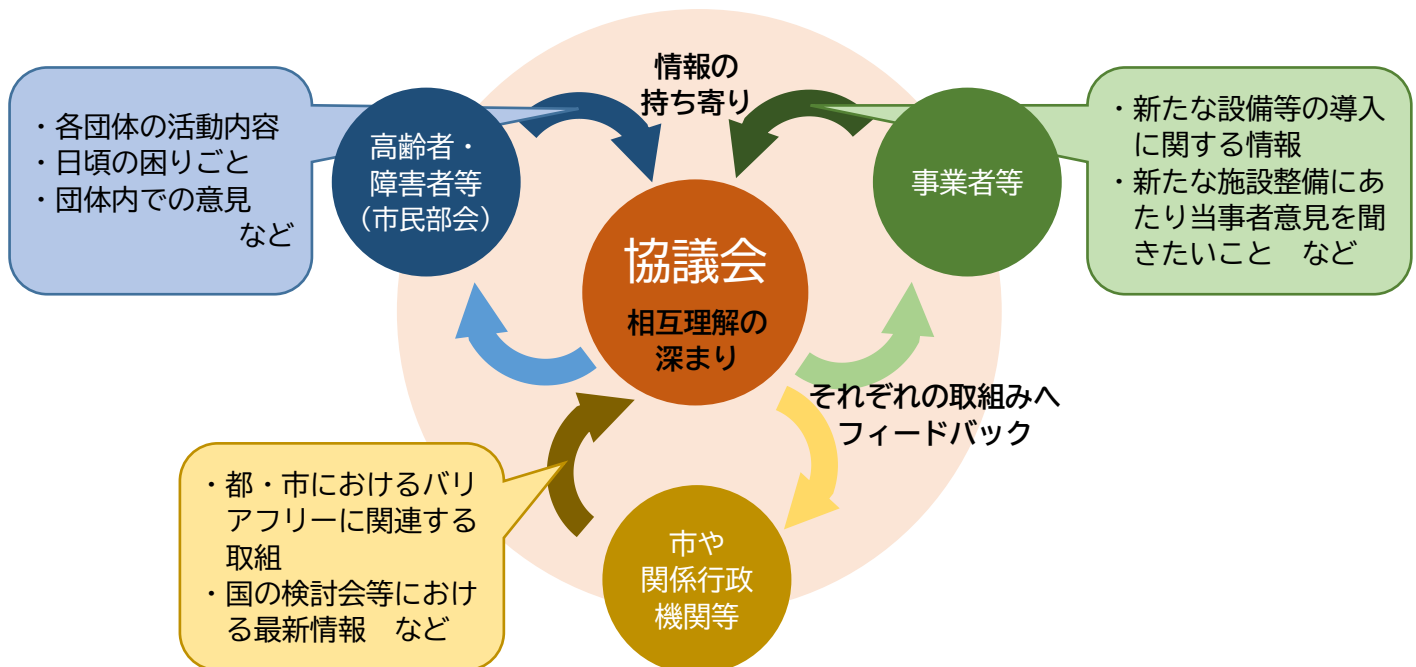 情報の
持ち寄り
・各団体の活動内容
・日頃の困りごと
・団体内での意見
など
高齢者・
障害者等
（市民部会）
事業者等
・新たな設備等の導入
に関する情報
・新たな施設整備にあ
たり当事者意見を聞
きたいこと　など
協議会
相互理解の
深まり
それぞれの取組みへ
フィードバック
・都・市におけるバリ
アフリーに関連する
取組
・国の検討会等におけ
る最新情報　など
市や
関係行政
機関等